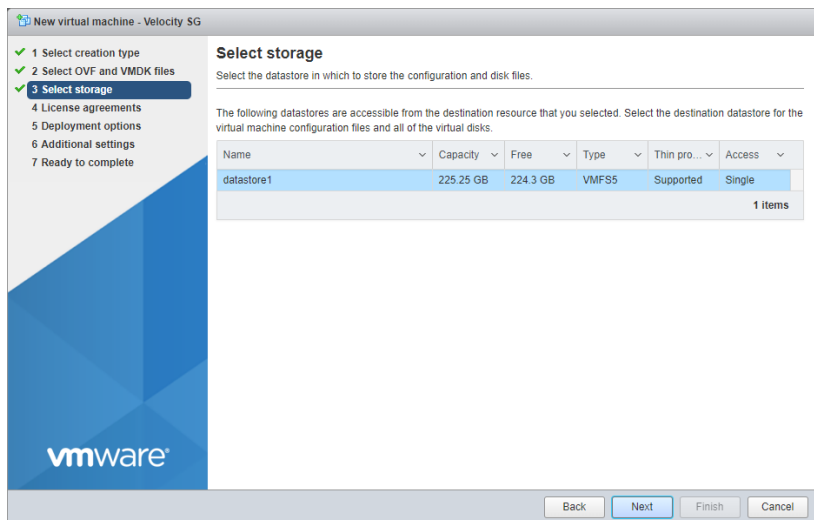 New virtual machine - Velocity SG
1 Select creation type
2 Select OVF and VMDK files
3 Select storage
4 License agreements
5 Deployment options
6 Additional settings
7 Ready to complete
Select storage
Select the datastore in which to store the configuration and disk files.
The following datastores are accessible from the destination resource that you selected. Select the destination datastore for the
virtual machine configuration files and all of the virtual disks.
Name Capacity Free Type Thin pro... Access
datastore1 225.25 GB 224.3 GB VMFS5 Supported Single
1 items
vmware®
Back Next Finish Cancel